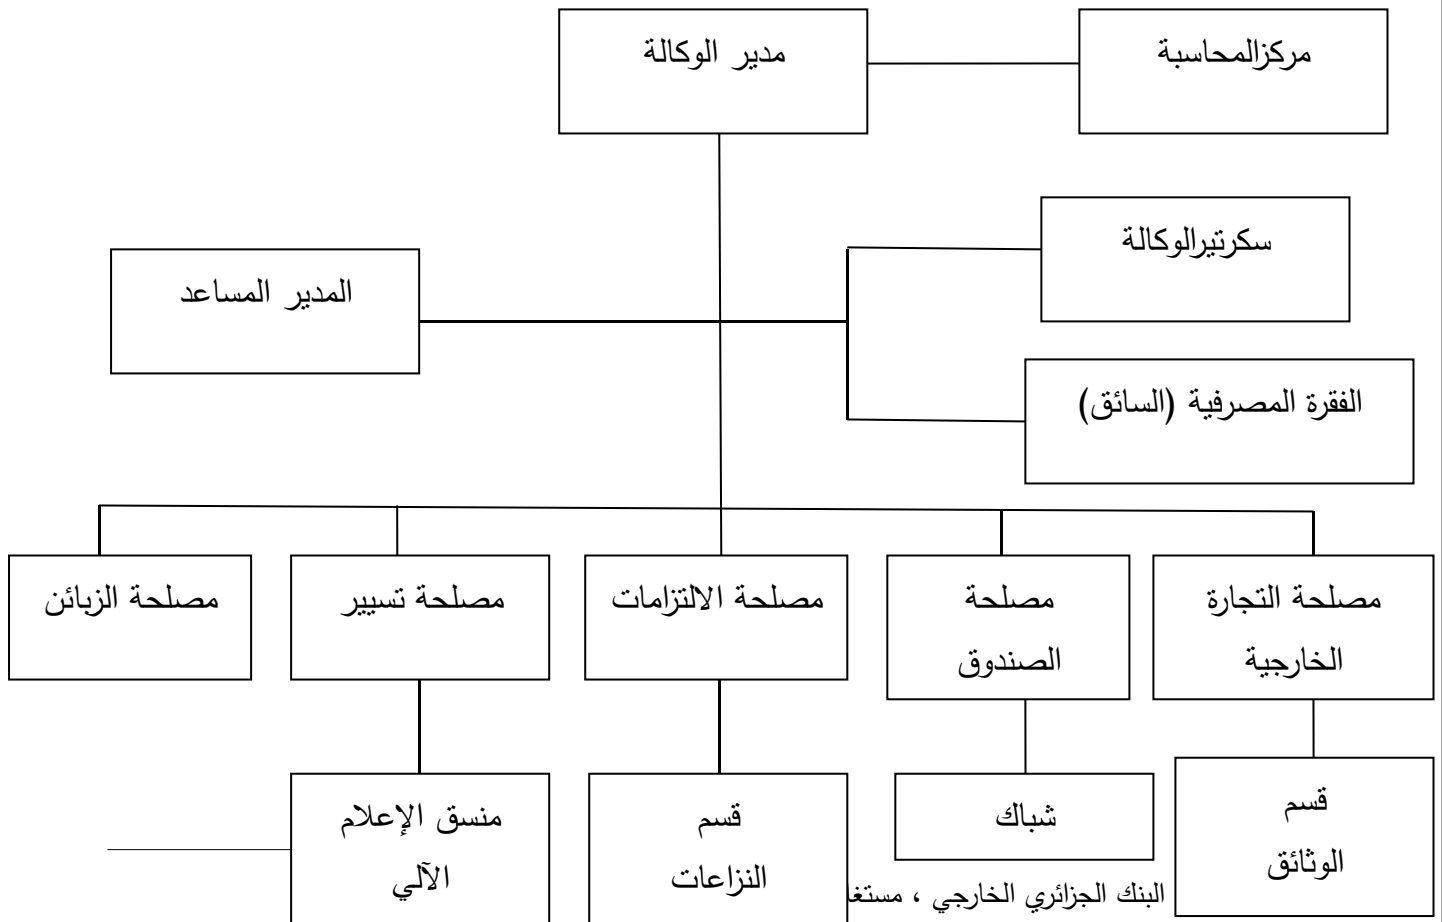 مركزالمحاسبة
مدير الوكالة
سكرتيرالوكالة
المدير المساعد
الفقرة المصرفية (السائق)
مصلحة التجارة
الخارجية
مصلحة
الصندوق
مصلحة الالتزامات
مصلحة تسيير
مصلحة الزبائن
قسم
الوثائق
شباك
قسم
النزاعات
منسق الإعلام
الآلي
البنك الجزائري الخارجي ،